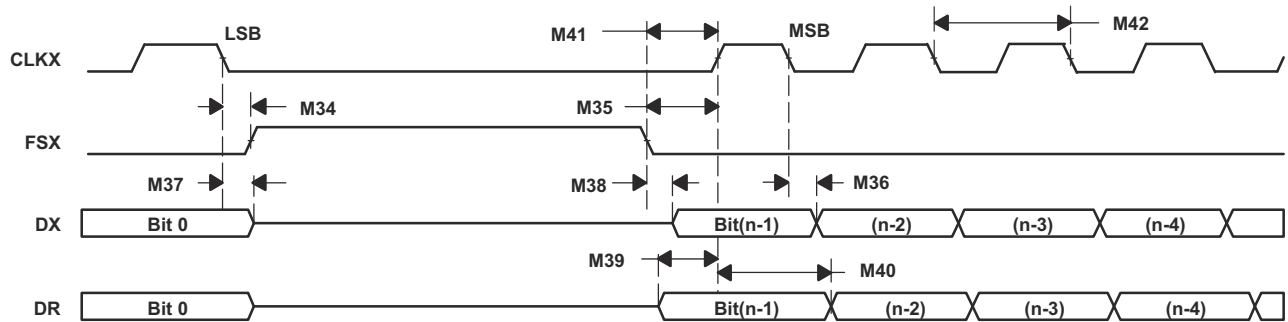 LSB
M41
MSB
M42
CLKX
M34
M35
FSX
M37
M38
M36
DX
Bit 0
Bit(n-1)
(n-2)
(n-3)
(n-4)
M39
M40
DR
Bit 0
Bit(n-1)
(n-2)
(n-3)
(n-4)